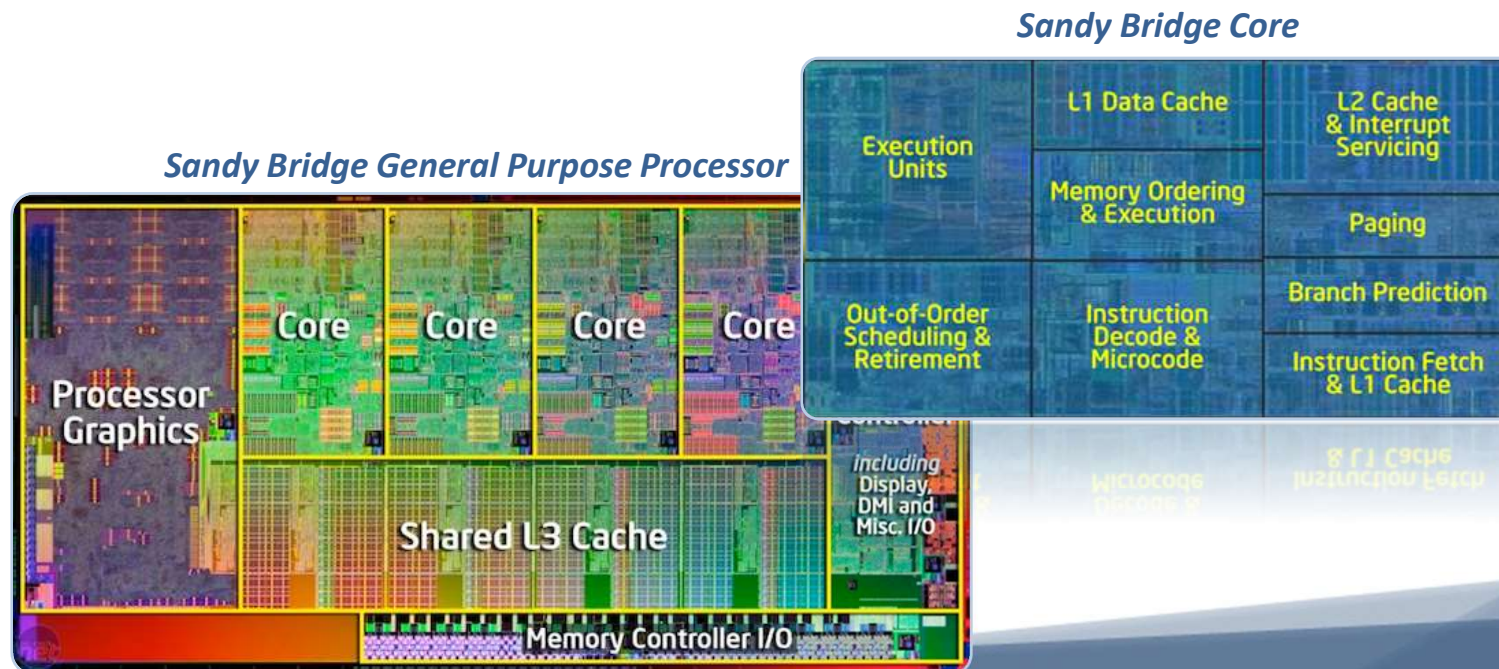 Sandy Bridge Core
Sandy Bridge General Purpose Processor
Execution
Units
L1 Data Cache
L2 Cache
& Interrupt
Servicing
Memory Ordering
& Execution
Paging
Out-of-Order
Scheduling &
Retirement
Instruction
Decode &
Microcode
Branch Prediction
Instruction Fetch
& L1 Cache
Processor
Graphics
Core
Core
Core
Core
Controller
including
Display,
DMI and
Misc. I/O
Shared L3 Cache
Memory Controller I/O